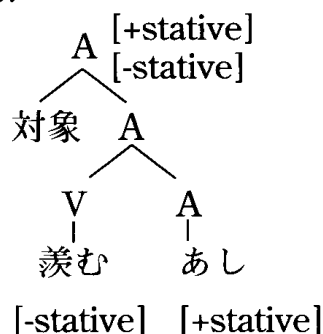 A [+stative]
[-stative]
対象 A
V A
羨む あし
[-stative] [+stative]